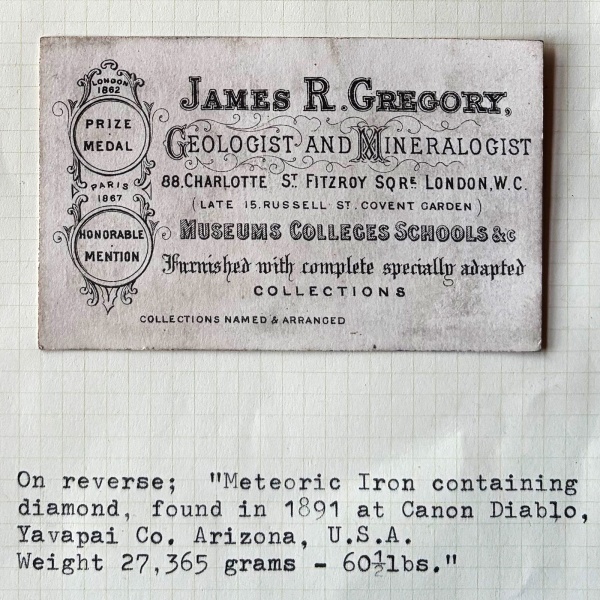 LONDON
1862
PRIZE
MEDAL
PARIS
1867
HONORABLE
MENTION
JAMES R. GREGORY,
GEOLOGIST AND MINERALOGIST
88, CHARLOTTE ST FITZROY SQRE LONDON, W.C.
(LATE 15, RUSSELL ST. COVENT GARDEN)
MUSEUMS COLLEGES SCHOOLS &c
Furnished with complete specially adapted
COLLECTIONS
COLLECTIONS NAMED & ARRANGED
On reverse; "Meteoric Iron containing
diamond, found in 1891 at Canon Diablo,
Yavapai Co. Arizona, U.S.A.
Weight 27,365 grams - 60½lbs."